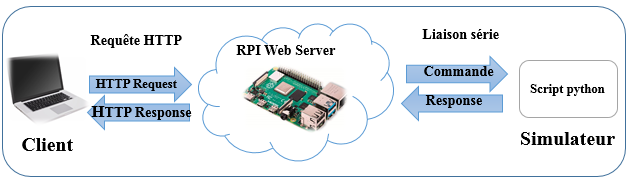 Requête HTTP
RPI Web Server
Liaison série
HTTP Request
HTTP Response
Client
Commande
Response
Script python
Simulateur